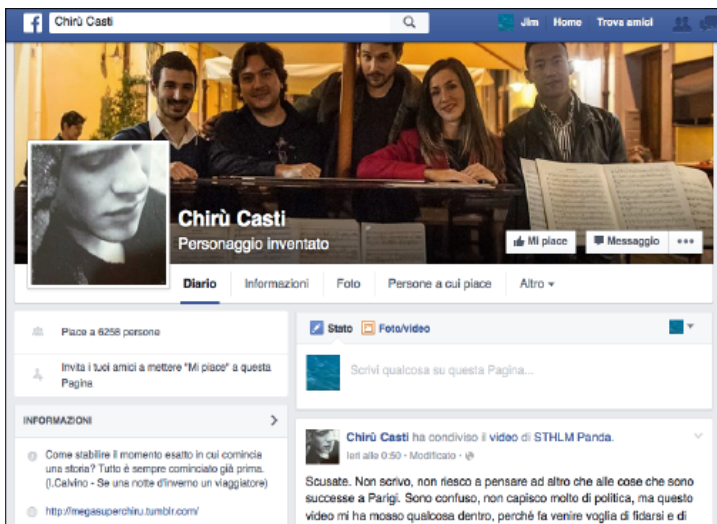 f
Chirù Casti
Jim Home Trova amici
Chirù Casti
Personaggio inventato
Mi piace
Messaggio
Diario Informazioni Foto Persone a cui piace Altro
Piace a 6258 persone
Invita i tuoi amici a mettere "Mi piace" a questa
Pagina
INFORMAZIONI
Come stabilire il momento esatto in cui comincia
una storia? Tutto è sempre cominciato già prima.
(I.Calvino - Se una notte d'inverno un viaggiatore)
http://megasuperchiru.tumblr.com/
Stato Foto/video
Scrivi qualcosa su questa Pagina...
Chirù Casti ha condiviso il video di STHLM Panda.
Ieri alle 0:50 · Modificato ·
Scusate. Non scrivo, non riesco a pensare ad altro che alle cose che sono
successe a Parigi. Sono confuso, non capisco molto di politica, ma questo
video mi ha mosso qualcosa dentro, perché fa venire voglia di fidarsi e di